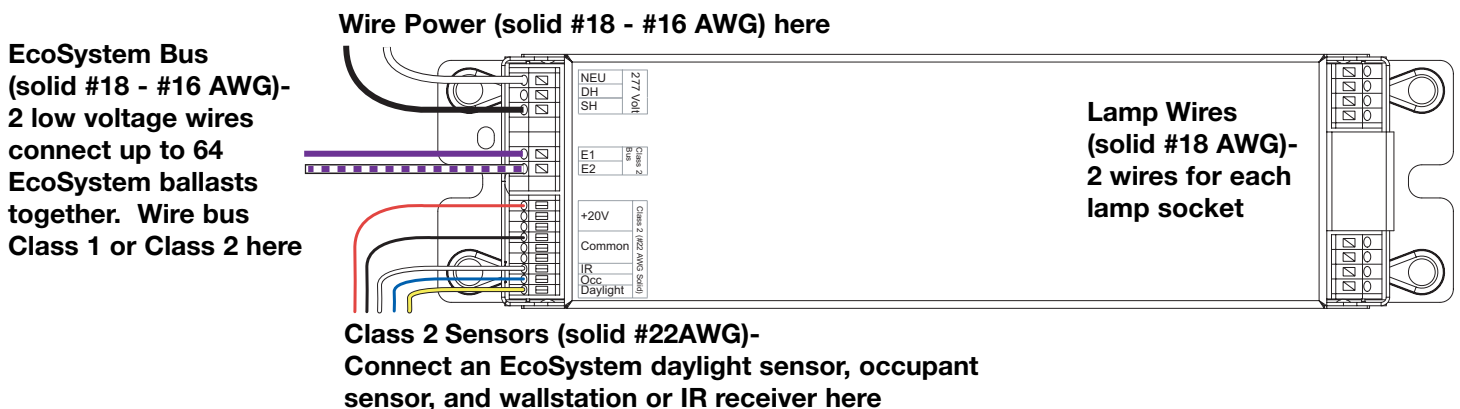 Wire Power (solid #18 - #16 AWG) here
EcoSystem Bus
(solid #18 - #16 AWG)-
2 low voltage wires
connect up to 64
EcoSystem ballasts
together. Wire bus
Class 1 or Class 2 here
NEU
DH
SH
277 Volt
E1
E2
Class 2
Bus
+20V
Common
IR
Occ
Daylight
Class 2 (#22 AWG Solid)
Lamp Wires
(solid #18 AWG)-
2 wires for each
lamp socket
Class 2 Sensors (solid #22AWG)-
Connect an EcoSystem daylight sensor, occupant
sensor, and wallstation or IR receiver here